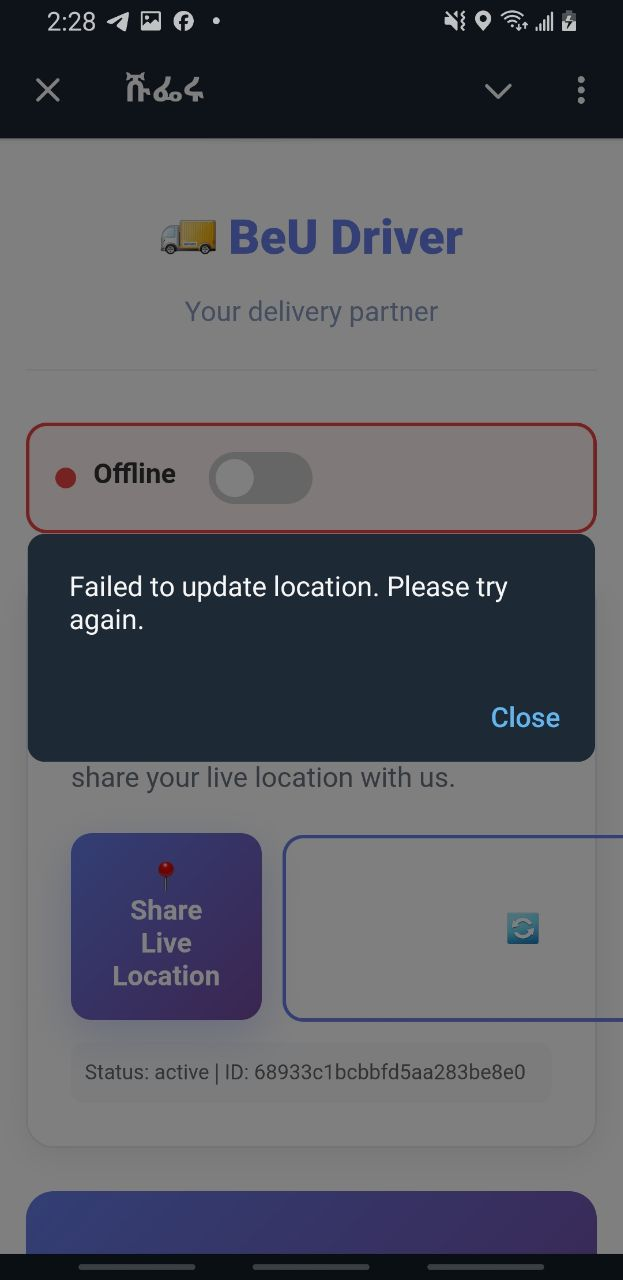 2:28
ሹፌሩ
BeU Driver
Your delivery partner
Offline
Failed to update location. Please try
again.
Close
share your live location with us.
Share
Live
Location
Status: active | ID: 68933c1bcbbfd5aa283be8e0